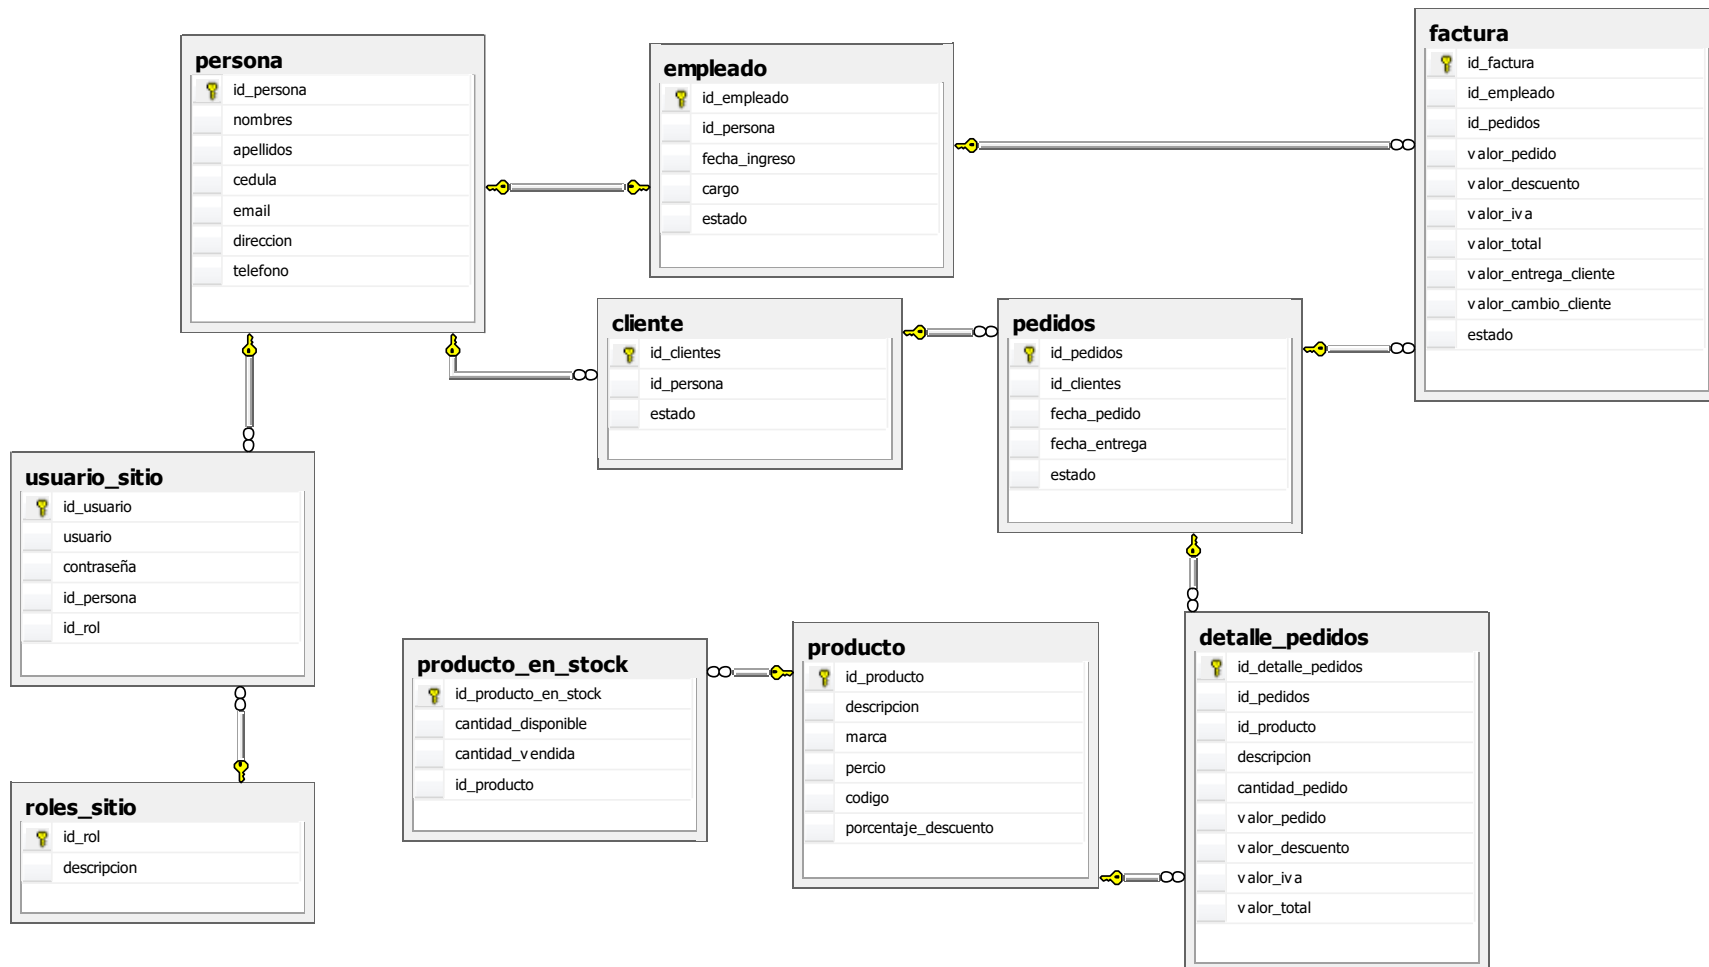 persona
id_persona
nombres
apellidos
cedula
email
direccion
telefono
empleado
id_empleado
id_persona
fecha_ingreso
cargo
estado
factura
id_factura
id_empleado
id_pedidos
valor_pedido
valor_descuento
valor_iva
valor_total
valor_entrega_cliente
valor_cambio_cliente
estado
cliente
id_clientes
id_persona
estado
pedidos
id_pedidos
id_clientes
fecha_pedido
fecha_entrega
estado
usuario_sitio
id_usuario
usuario
contraseña
id_persona
id_rol
producto_en_stock
id_producto_en_stock
cantidad_disponible
cantidad_vendida
id_producto
producto
id_producto
descripcion
marca
percio
codigo
porcentaje_descuento
detalle_pedidos
id_detalle_pedidos
id_pedidos
id_producto
descripcion
cantidad_pedido
valor_pedido
valor_descuento
valor_iva
valor_total
roles_sitio
id_rol
descripcion